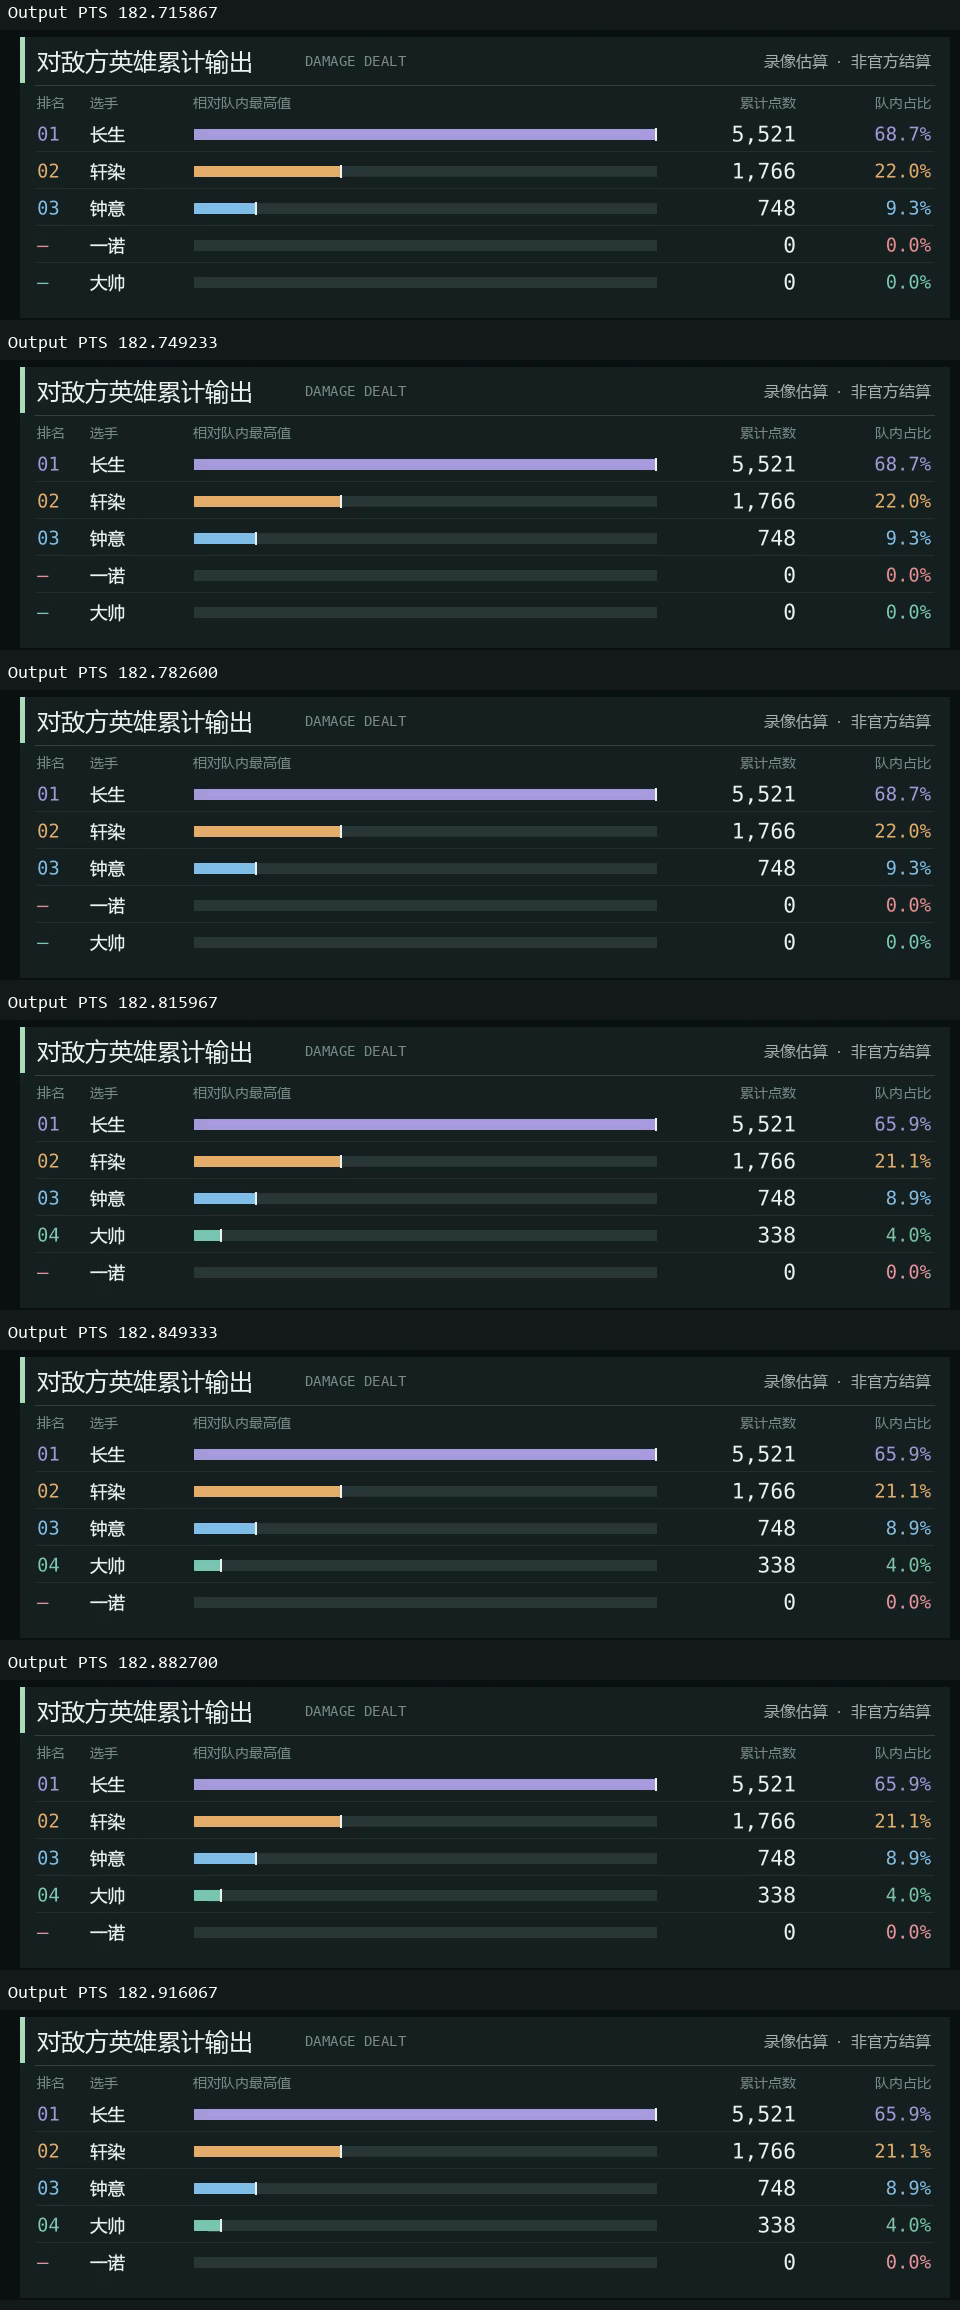 Output PTS 182.715867
对敌方英雄累计输出 DAMAGE DEALT 录像估算 · 非官方结算
排名 选手 相对队内最高值 累计点数 队内占比
01 长生 5,521 68.7%
02 轩染 1,766 22.0%
03 钟意 748 9.3%
— 一诺 0 0.0%
— 大帅 0 0.0%
Output PTS 182.749233
对敌方英雄累计输出 DAMAGE DEALT 录像估算 · 非官方结算
排名 选手 相对队内最高值 累计点数 队内占比
01 长生 5,521 68.7%
02 轩染 1,766 22.0%
03 钟意 748 9.3%
— 一诺 0 0.0%
— 大帅 0 0.0%
Output PTS 182.782600
对敌方英雄累计输出 DAMAGE DEALT 录像估算 · 非官方结算
排名 选手 相对队内最高值 累计点数 队内占比
01 长生 5,521 68.7%
02 轩染 1,766 22.0%
03 钟意 748 9.3%
— 一诺 0 0.0%
— 大帅 0 0.0%
Output PTS 182.815967
对敌方英雄累计输出 DAMAGE DEALT 录像估算 · 非官方结算
排名 选手 相对队内最高值 累计点数 队内占比
01 长生 5,521 65.9%
02 轩染 1,766 21.1%
03 钟意 748 8.9%
04 大帅 338 4.0%
— 一诺 0 0.0%
Output PTS 182.849333
对敌方英雄累计输出 DAMAGE DEALT 录像估算 · 非官方结算
排名 选手 相对队内最高值 累计点数 队内占比
01 长生 5,521 65.9%
02 轩染 1,766 21.1%
03 钟意 748 8.9%
04 大帅 338 4.0%
— 一诺 0 0.0%
Output PTS 182.882700
对敌方英雄累计输出 DAMAGE DEALT 录像估算 · 非官方结算
排名 选手 相对队内最高值 累计点数 队内占比
01 长生 5,521 65.9%
02 轩染 1,766 21.1%
03 钟意 748 8.9%
04 大帅 338 4.0%
— 一诺 0 0.0%
Output PTS 182.916067
对敌方英雄累计输出 DAMAGE DEALT 录像估算 · 非官方结算
排名 选手 相对队内最高值 累计点数 队内占比
01 长生 5,521 65.9%
02 轩染 1,766 21.1%
03 钟意 748 8.9%
04 大帅 338 4.0%
— 一诺 0 0.0%